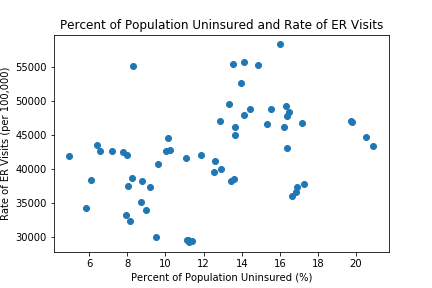 Percent of Population Uninsured and Rate of ER Visits
Rate of ER Visits (per 100,000)
55000
50000
45000
40000
35000
30000
6 8 10 12 14 16 18 20
Percent of Population Uninsured (%)